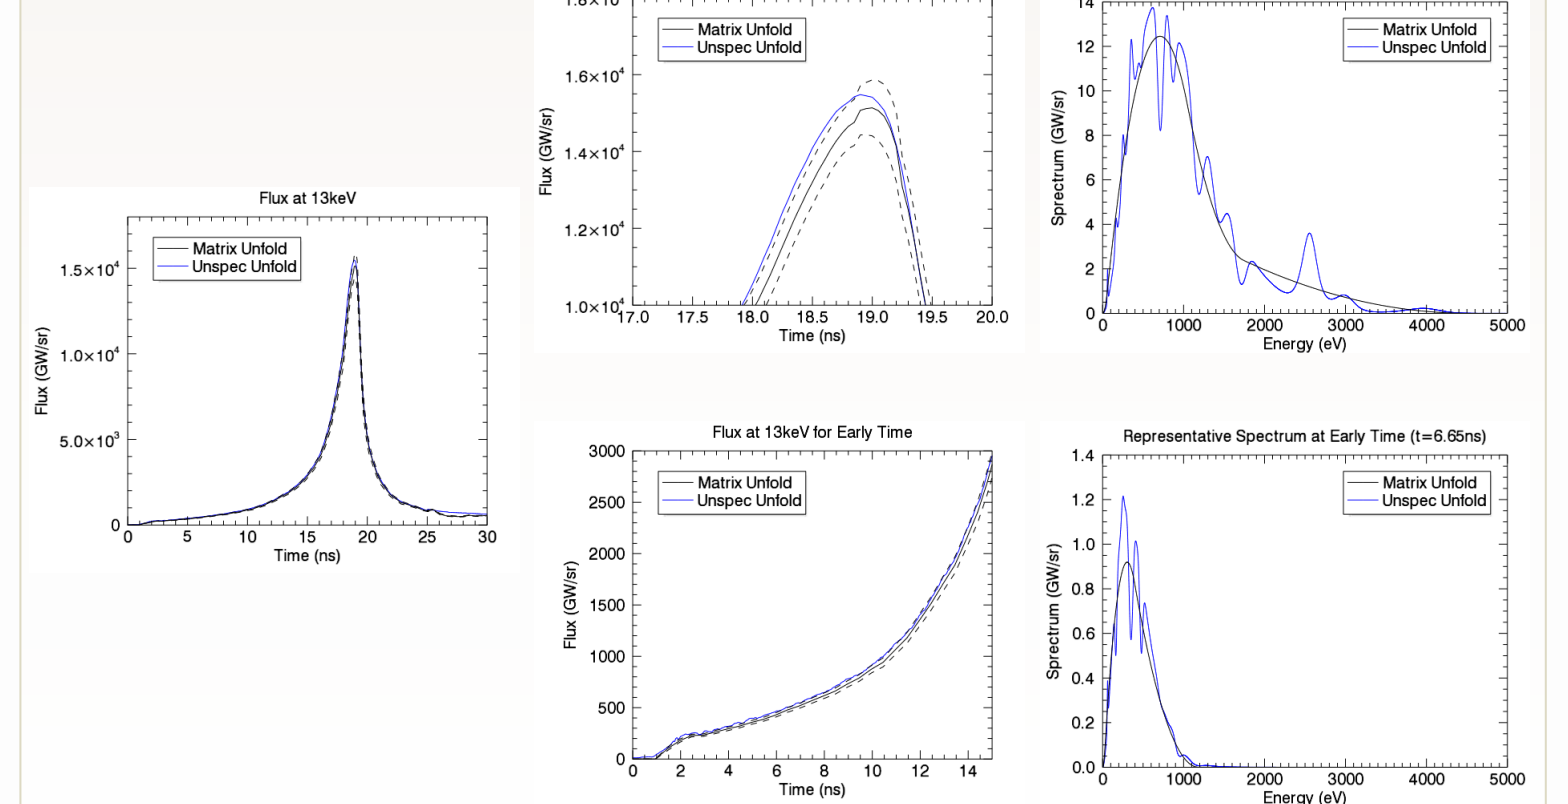 Flux at 13keV
Matrix Unfold
Unspec Unfold
1.5×10⁴
1.0×10⁴
5.0×10³
0
0 5 10 15 20 25 30
Flux (GW/sr)
Time (ns)
1.8×10
Matrix Unfold
Unspec Unfold
1.6×10⁴
1.4×10⁴
1.2×10⁴
1.0×10⁴
17.0 17.5 18.0 18.5 19.0 19.5 20.0
Flux (GW/sr)
Time (ns)
14
Matrix Unfold
Unspec Unfold
12
10
8
6
4
2
0
0 1000 2000 3000 4000 5000
Sprectrum (GW/sr)
Energy (eV)
Flux at 13keV for Early Time
3000
Matrix Unfold
Unspec Unfold
2500
2000
1500
1000
500
0
0 2 4 6 8 10 12 14
Flux (GW/sr)
Time (ns)
Representative Spectrum at Early Time (t=6.65ns)
1.4
Matrix Unfold
Unspec Unfold
1.2
1.0
0.8
0.6
0.4
0.2
0.0
0 1000 2000 3000 4000 5000
Sprectrum (GW/sr)
Energy (eV)